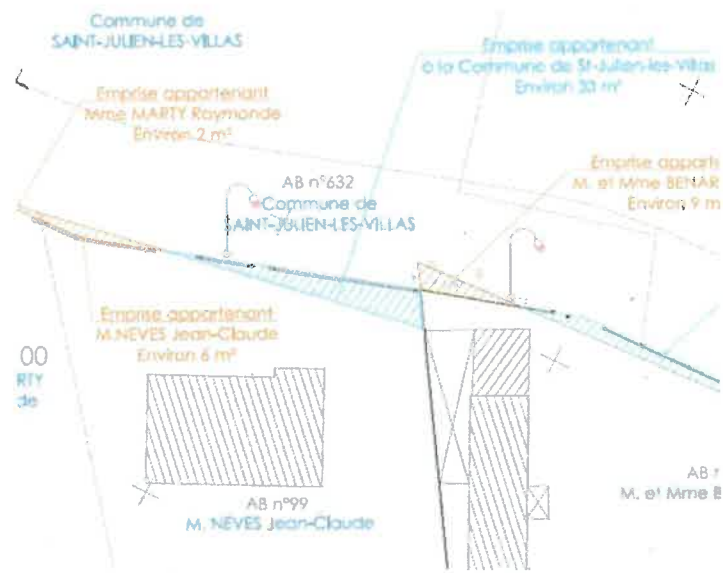 Commune de
SAINT-JULIEN-LES-VILLAS
Emprise appartenant
à la Commune de St-Julien-les-Villas
Environ 33 m²
Emprise appartenant
Mme MARTY Raymonde
Environ 2 m²
Emprise apparte
M. et Mme BENAR
Environ 9 m
AB n°632
Commune de
SAINT-JULIEN-LES-VILLAS
Emprise appartenant
M.NEVES Jean-Claude
Environ 6 m²
00
RTY
de
AB n°99
M. NEVES Jean-Claude
AB
M. et Mme B